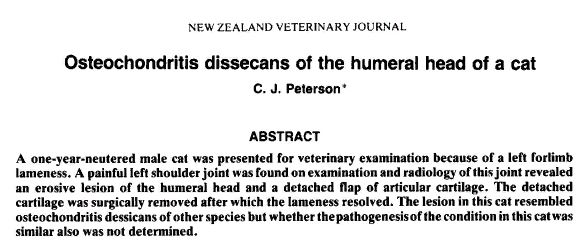 NEW ZEALAND VETERINARY JOURNAL
Osteochondritis dissecans of the humeral head of a cat
C. J. Peterson*
ABSTRACT
A one-year-neutered male cat was presented for veterinary examination because of a left forlimb
lameness. A painful left shoulder joint was found on examination and radiology of this joint revealed
an erosive lesion of the humeral head and a detached flap of articular cartilage. The detached
cartilage was surgically removed after which the lameness resolved. The lesion in this cat resembled
osteochondritis dessicans of other species but whether the pathogenesis of the condition in this cat was
similar also was not determined.